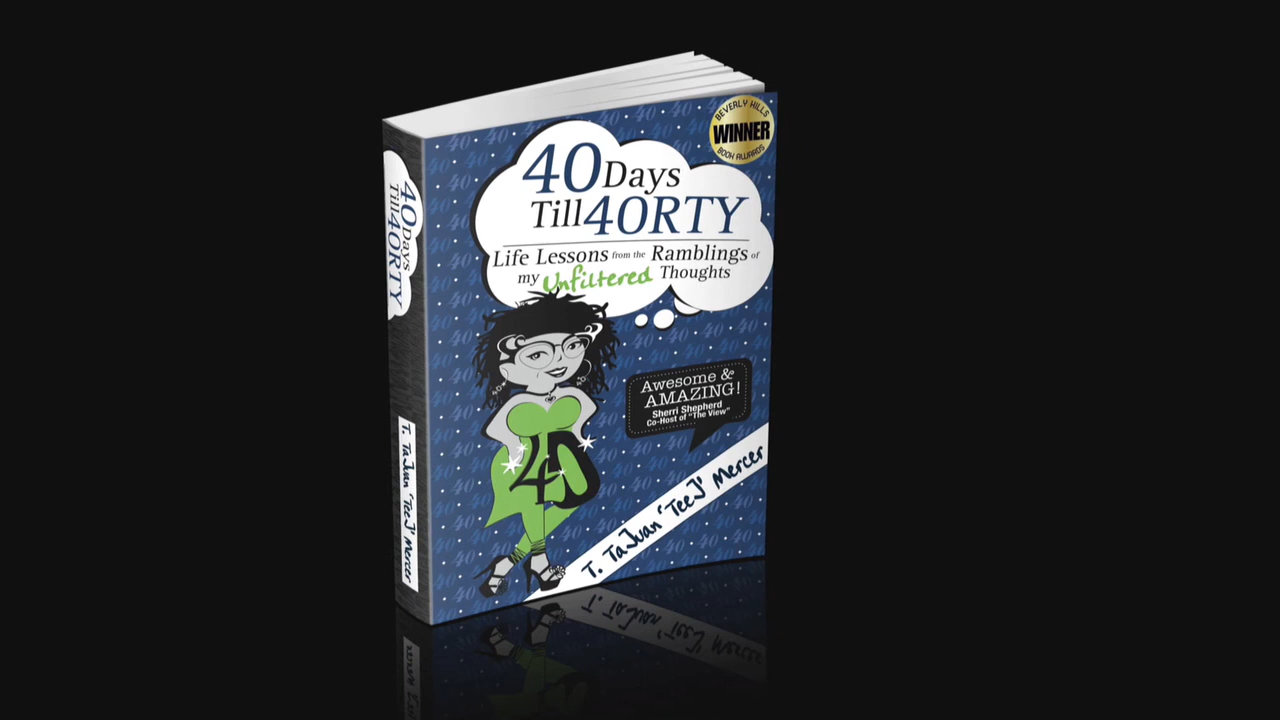 BEVERLY HILLS
WINNER
BOOK AWARDS
40 Days
Till 4ORTY
Life Lessons from the Ramblings of
my Unfiltered Thoughts
40
Awesome &
AMAZING!
Sherri Shepherd
Co-Host of "The View"
T. TaJuan 'TeeJ' Mercer
40 Days
Till 4ORTY
T. TaJuan 'TeeJ' Mercer